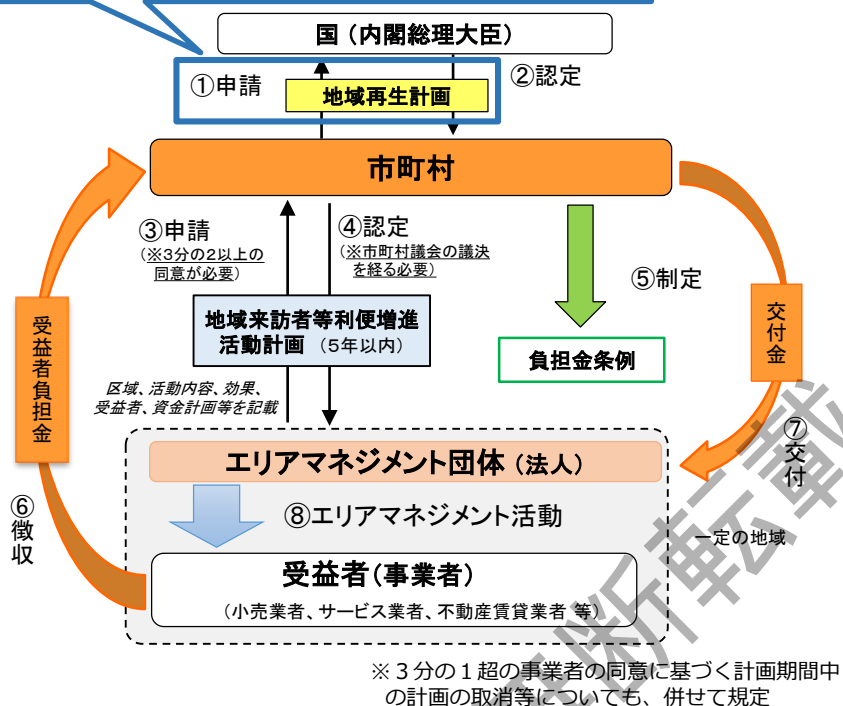 国（内閣総理大臣）
①申請
②認定
地域再生計画
市町村
③申請
（※3分の2以上の
同意が必要）
④認定
（※市町村議会の議決
を経る必要）
⑤制定
受益者負担金
交付金
地域来訪者等利便増進
活動計画（5年以内）
負担金条例
区域、活動内容、効果、
受益者、資金計画等を記載
⑦交付
エリアマネジメント団体（法人）
⑥徴収
⑧エリアマネジメント活動
一定の地域
受益者（事業者）
（小売業者、サービス業者、不動産賃貸業者 等）
※３分の１超の事業者の同意に基づく計画期間中
の計画の取消等についても、併せて規定
断転載